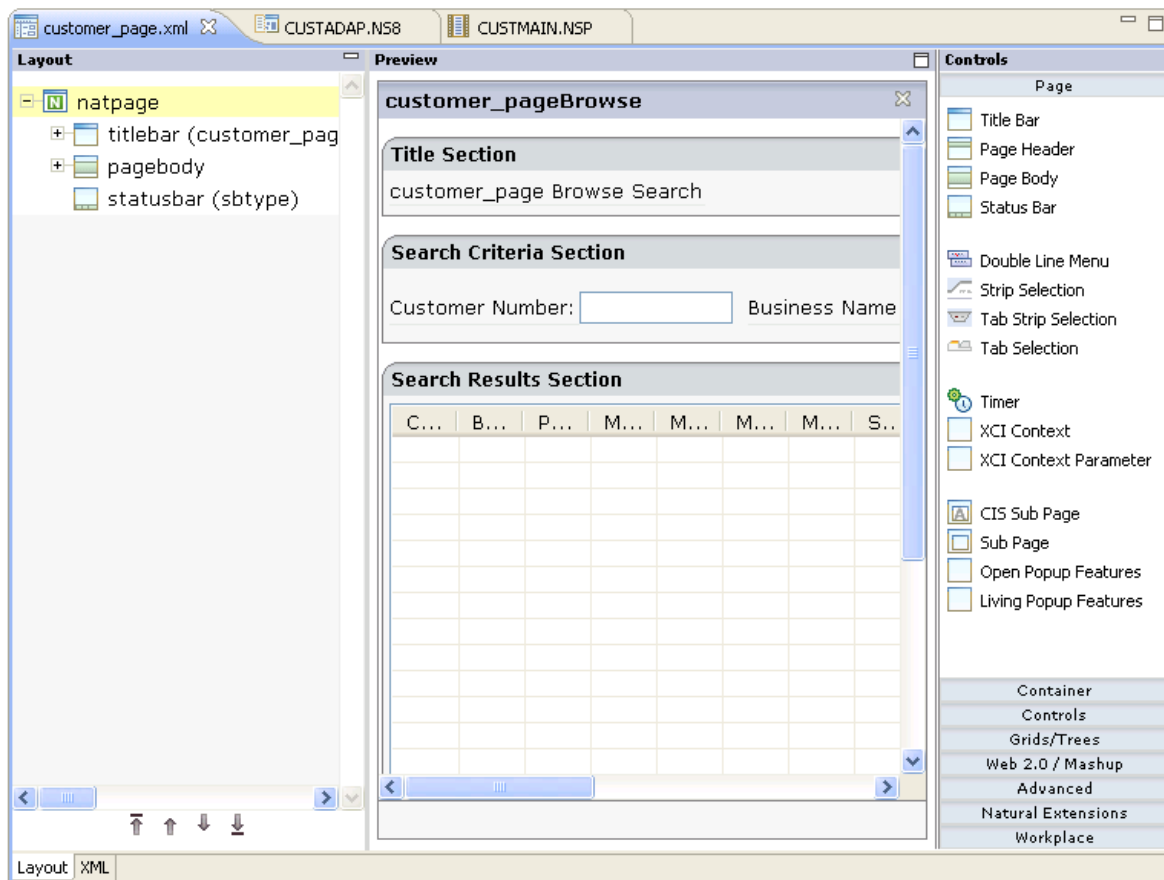 customer_page.xml
CUSTADAP.NS8
CUSTMAIN.NSP
Layout
natpage
titlebar (customer_pag
pagebody
statusbar (sbtype)
Layout XML
Preview
customer_pageBrowse
Title Section
customer_page Browse Search
Search Criteria Section
Customer Number: Business Name
Search Results Section
C... B... P... M... M... M... M... S..
Controls
Page
Title Bar
Page Header
Page Body
Status Bar
Double Line Menu
Strip Selection
Tab Strip Selection
Tab Selection
Timer
XCI Context
XCI Context Parameter
CIS Sub Page
Sub Page
Open Popup Features
Living Popup Features
Container
Controls
Grids/Trees
Web 2.0 / Mashup
Advanced
Natural Extensions
Workplace